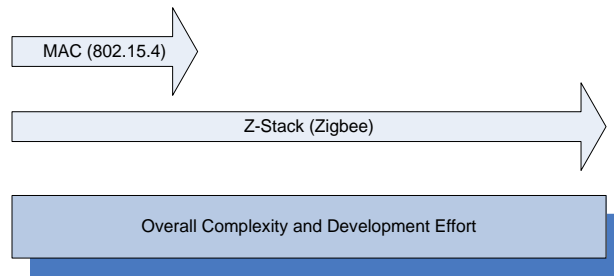 MAC (802.15.4)
Z-Stack (Zigbee)
Overall Complexity and Development Effort